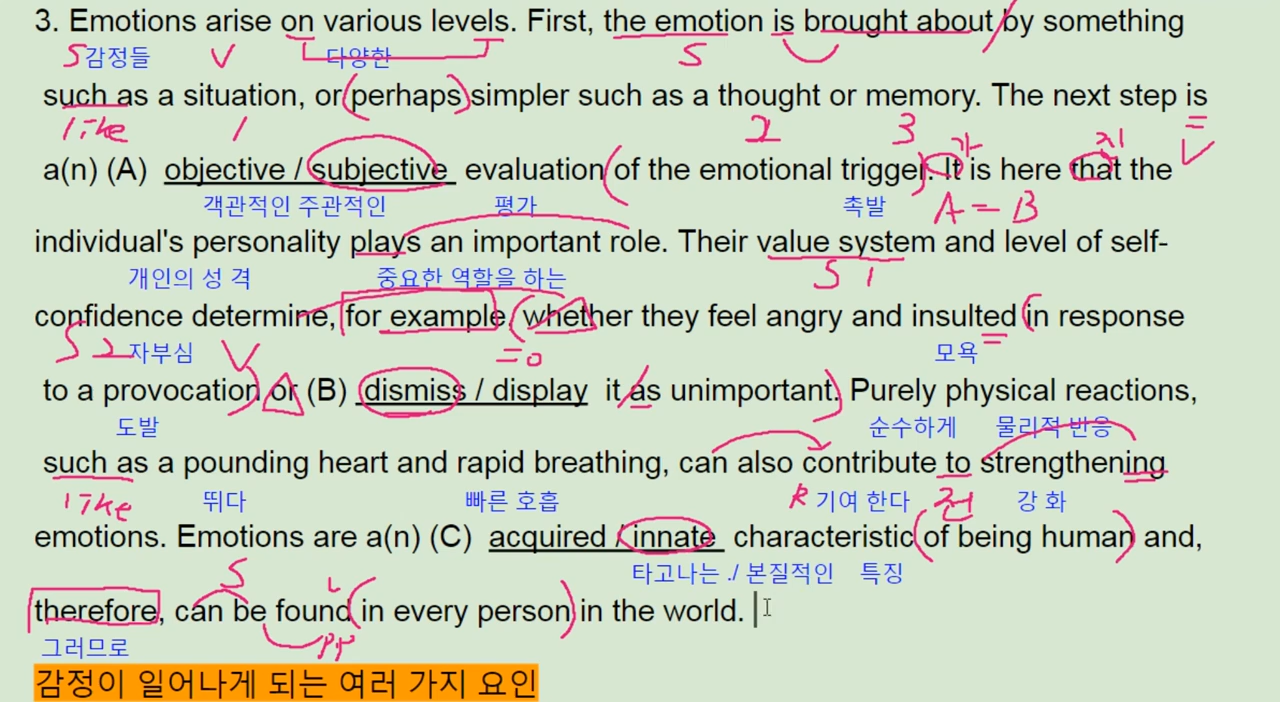 3. Emotions arise on various levels. First, the emotion is brought about by something
S 감정들 V 다양한 S
such as a situation, or perhaps simpler such as a thought or memory. The next step is
like 1 2 3 가 지 V
a(n) (A) objective / subjective evaluation of the emotional trigger. It is here that the
객관적인 주관적인 평가 촉발 A = B
individual's personality plays an important role. Their value system and level of self-
개인의 성 격 중요한 역할을 하는 S 1
confidence determine, for example, whether they feel angry and insulted in response
S 2 자부심 V = 0 모욕
to a provocation or (B) dismiss / display it as unimportant. Purely physical reactions,
도발 순수하게 물리적 반응
such as a pounding heart and rapid breathing, can also contribute to strengthening
like 뛰다 빠른 호흡 R 기여 한다 전 강 화
emotions. Emotions are a(n) (C) acquired / innate characteristic of being human and,
타고나는 ./ 본질적인 특징
S
therefore, can be found in every person in the world.
그러므로 PP
감정이 일어나게 되는 여러 가지 요인